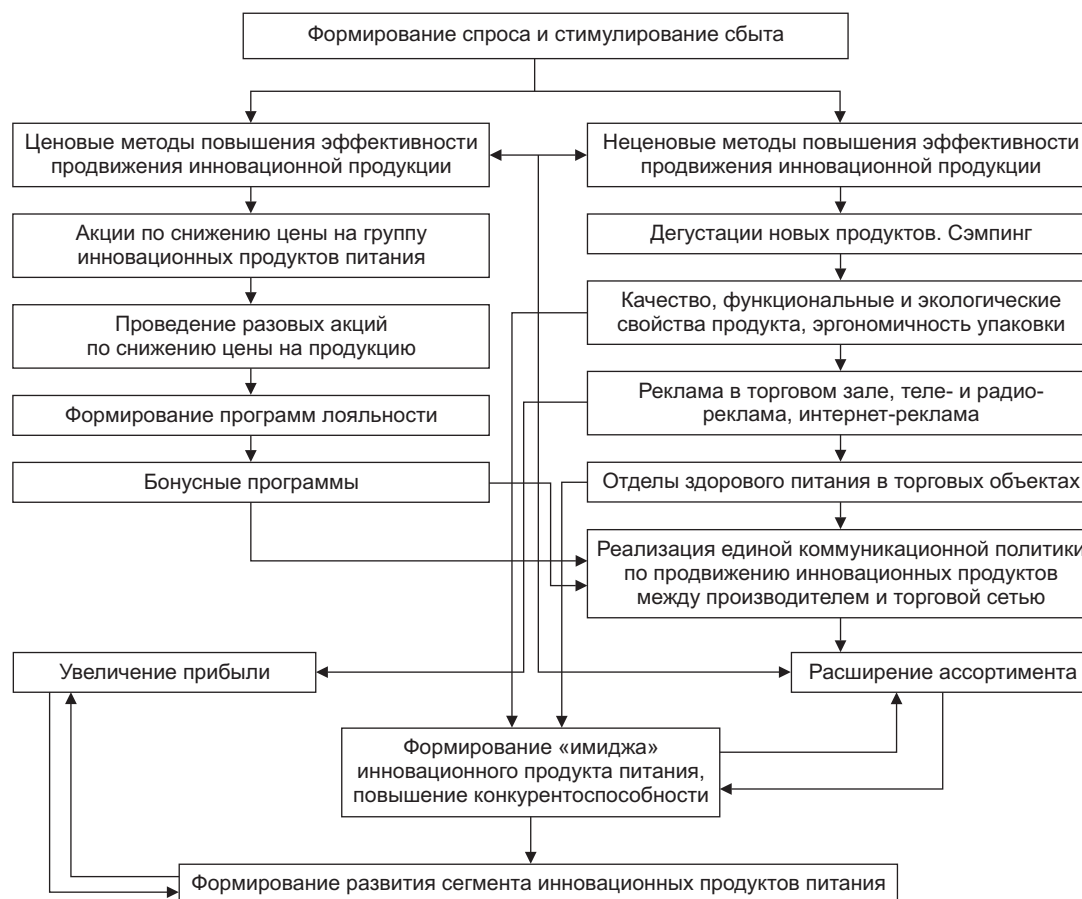 Формирование спроса и стимулирование сбыта
Ценовые методы повышения эффективности
продвижения инновационной продукции
Неценовые методы повышения эффективности
продвижения инновационной продукции
Акции по снижению цены на группу
инновационных продуктов питания
Дегустации новых продуктов. Сэмпинг
Качество, функциональные и экологические
свойства продукта, эргономичность упаковки
Проведение разовых акций
по снижению цены на продукцию
Реклама в торговом зале, теле- и радио-
реклама, интернет-реклама
Формирование программ лояльности
Бонусные программы
Отделы здорового питания в торговых объектах
Реализация единой коммуникационной политики
по продвижению инновационных продуктов
между производителем и торговой сетью
Увеличение прибыли
Расширение ассортимента
Формирование «имиджа»
инновационного продукта питания,
повышение конкурентоспособности
Формирование развития сегмента инновационных продуктов питания